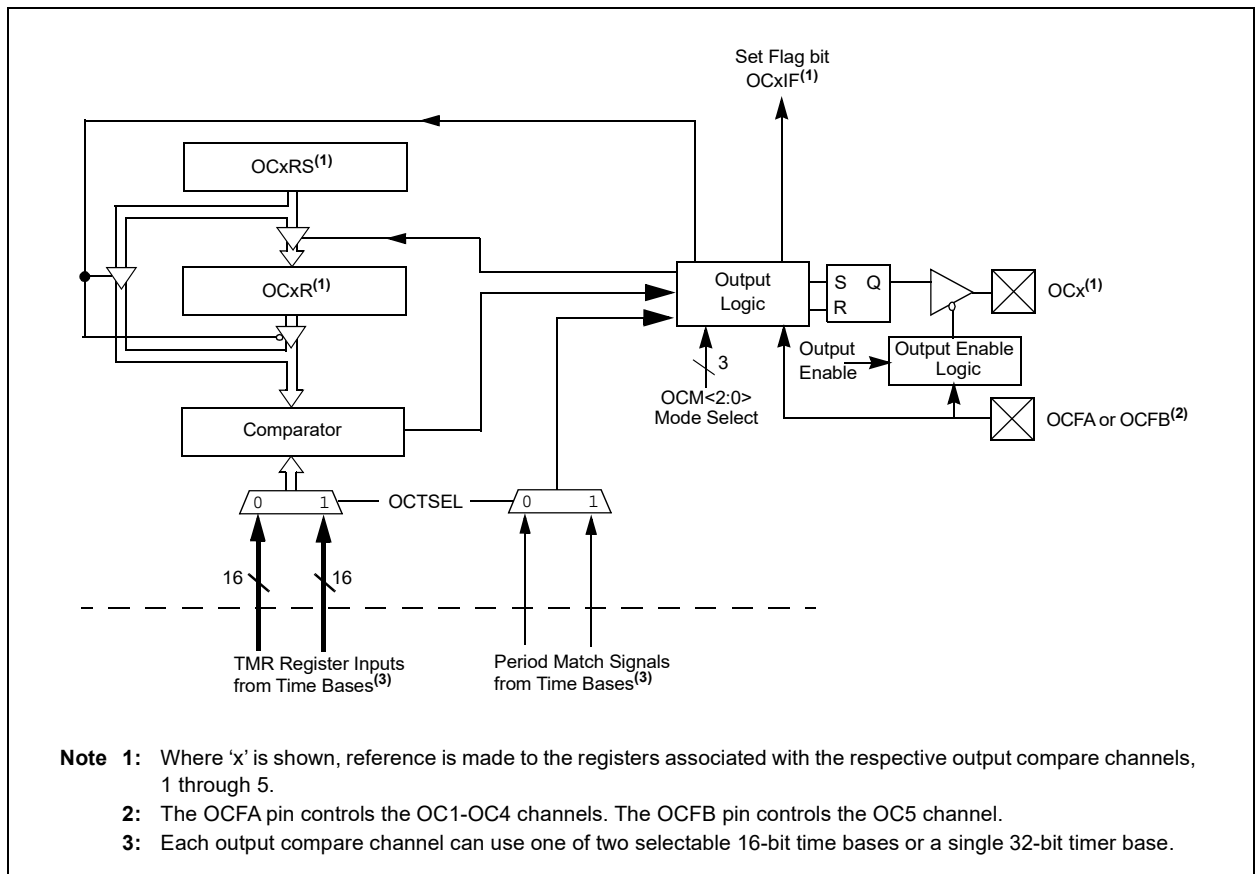 Set Flag bit
OCxIF(1)
OCxRS(1)
OCxR(1)
Output
Logic
S Q
R
OCx(1)
3
Output
Enable
Output Enable
Logic
OCM<2:0>
Mode Select
OCFA or OCFB(2)
Comparator
0 1
OCTSEL
0 1
16
16
TMR Register Inputs
from Time Bases(3)
Period Match Signals
from Time Bases(3)
Note 1: Where ‘x’ is shown, reference is made to the registers associated with the respective output compare channels,
1 through 5.
2: The OCFA pin controls the OC1-OC4 channels. The OCFB pin controls the OC5 channel.
3: Each output compare channel can use one of two selectable 16-bit time bases or a single 32-bit timer base.